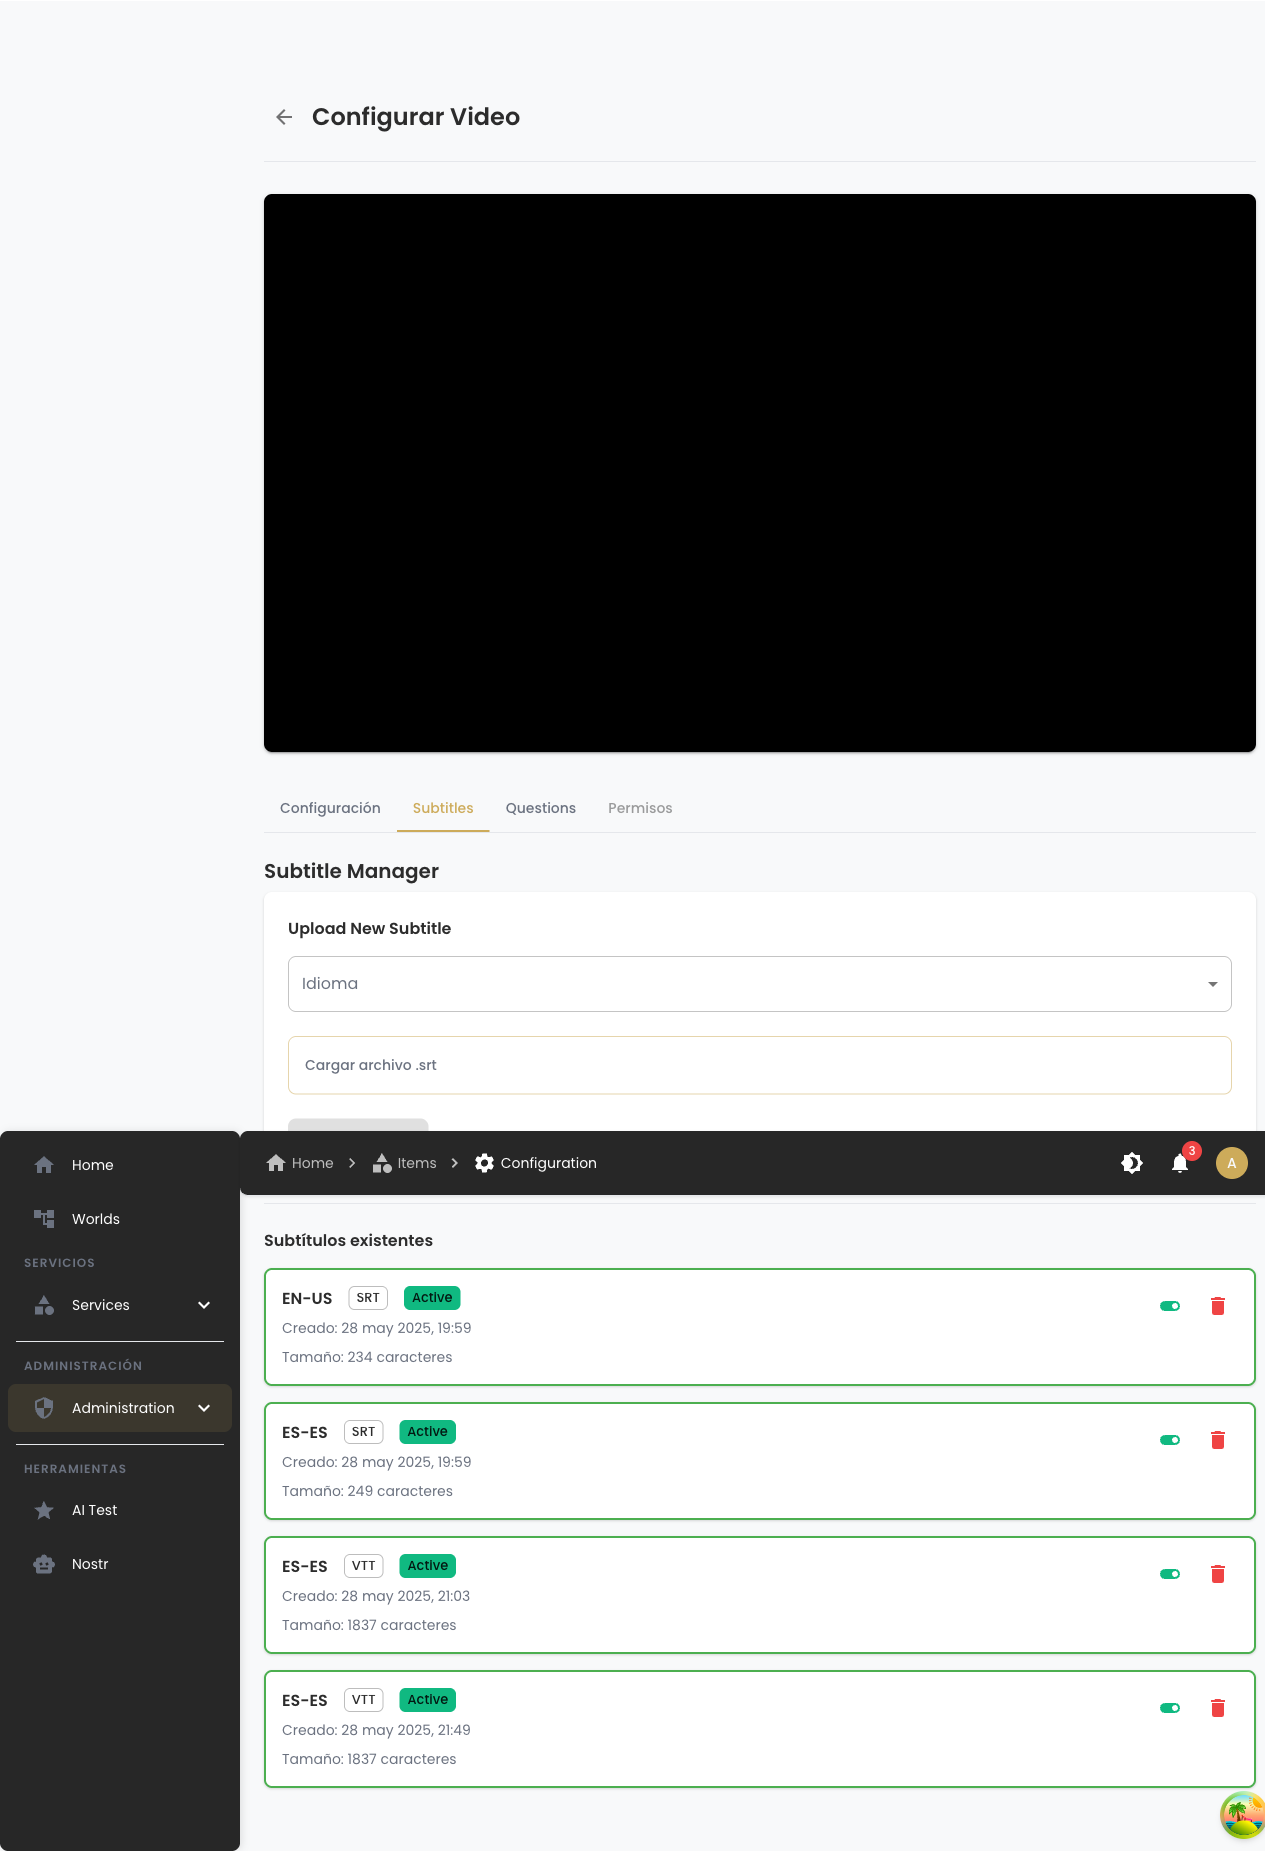 Configurar Video
Configuración
Subtitles
Questions
Permisos
Subtitle Manager
Upload New Subtitle
Idioma
Cargar archivo .srt
Home
Worlds
SERVICIOS
Services
ADMINISTRACIÓN
Administration
HERRAMIENTAS
AI Test
Nostr
Home
Items
Configuration
3
A
Subtítulos existentes
EN-US SRT Active
Creado: 28 may 2025, 19:59
Tamaño: 234 caracteres
ES-ES SRT Active
Creado: 28 may 2025, 19:59
Tamaño: 249 caracteres
ES-ES VTT Active
Creado: 28 may 2025, 21:03
Tamaño: 1837 caracteres
ES-ES VTT Active
Creado: 28 may 2025, 21:49
Tamaño: 1837 caracteres